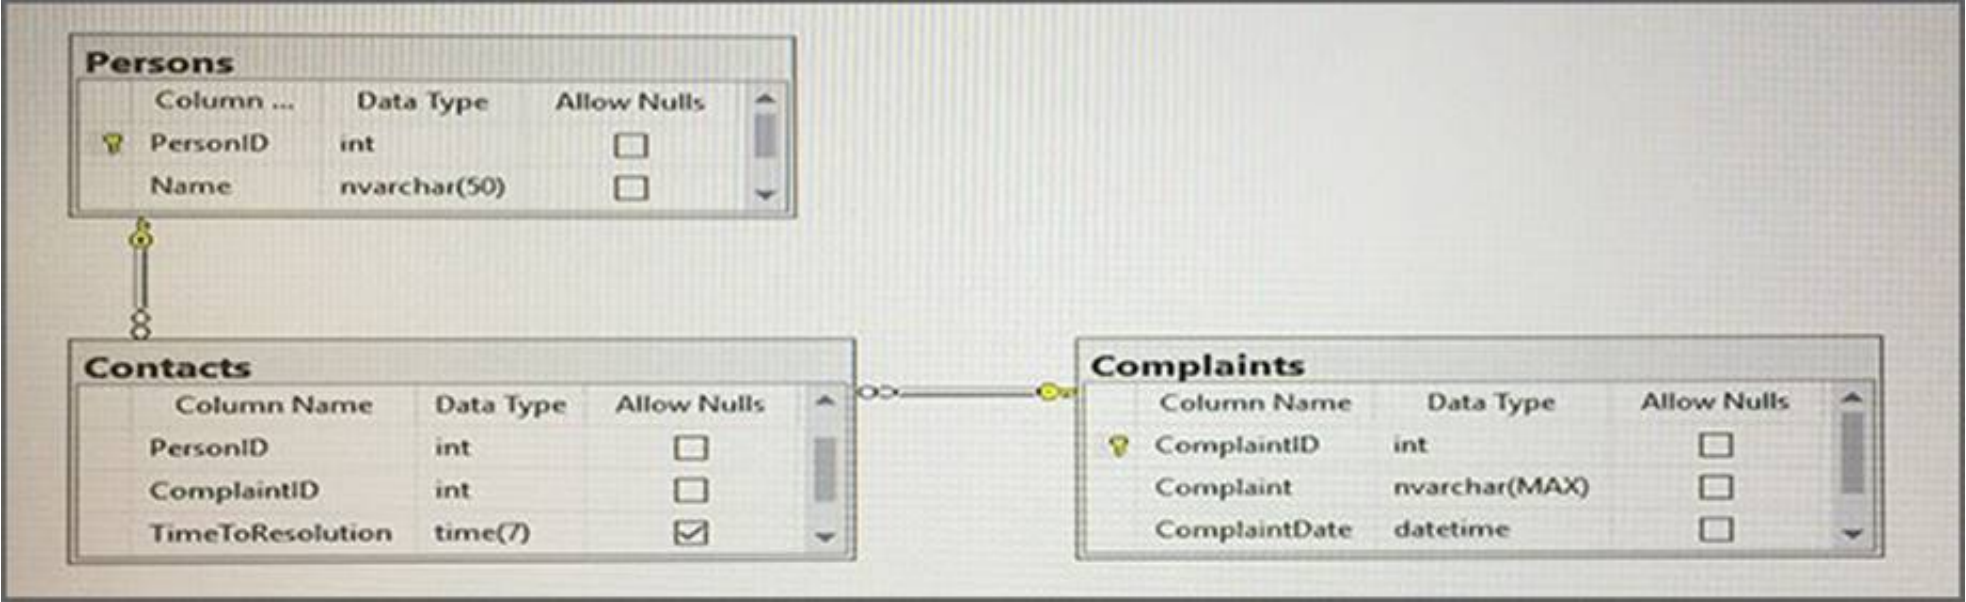 Persons
Column ... Data Type Allow Nulls
PersonID int
Name nvarchar(50)
Contacts
Column Name Data Type Allow Nulls
PersonID int
ComplaintID int
TimeToResolution time(7)
Complaints
Column Name Data Type Allow Nulls
ComplaintID int
Complaint nvarchar(MAX)
ComplaintDate datetime